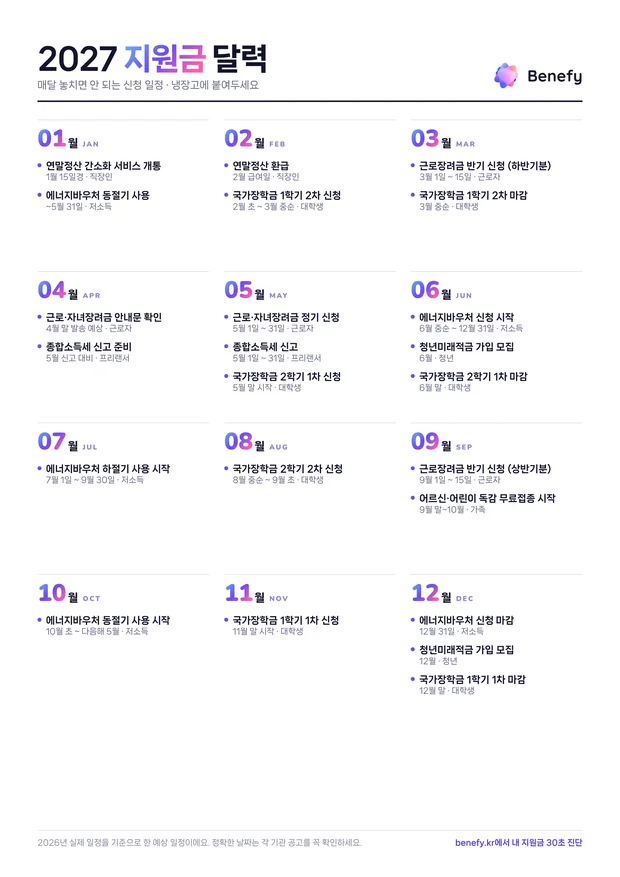 2027 지원금 달력
매달 놓치면 안 되는 신청 일정 · 냉장고에 붙여두세요
Benefy
01월 JAN
연말정산 간소화 서비스 개통
1월 15일경 · 직장인
에너지바우처 동절기 사용
~5월 31일 · 저소득
02월 FEB
연말정산 환급
2월 급여일 · 직장인
국가장학금 1학기 2차 신청
2월 초 ~ 3월 중순 · 대학생
03월 MAR
근로장려금 반기 신청 (하반기분)
3월 1일 ~ 15일 · 근로자
국가장학금 1학기 2차 마감
3월 중순 · 대학생
04월 APR
근로·자녀장려금 안내문 확인
4월 말 발송 예상 · 근로자
종합소득세 신고 준비
5월 신고 대비 · 프리랜서
05월 MAY
근로·자녀장려금 정기 신청
5월 1일 ~ 31일 · 근로자
종합소득세 신고
5월 1일 ~ 31일 · 프리랜서
국가장학금 2학기 1차 신청
5월 말 시작 · 대학생
06월 JUN
에너지바우처 신청 시작
6월 중순 ~ 12월 31일 · 저소득
청년미래적금 가입 모집
6월 · 청년
국가장학금 2학기 1차 마감
6월 말 · 대학생
07월 JUL
에너지바우처 하절기 사용 시작
7월 1일 ~ 9월 30일 · 저소득
08월 AUG
국가장학금 2학기 2차 신청
8월 중순 ~ 9월 초 · 대학생
09월 SEP
근로장려금 반기 신청 (상반기분)
9월 1일 ~ 15일 · 근로자
어르신·어린이 독감 무료접종 시작
9월 말~10월 · 가족
10월 OCT
에너지바우처 동절기 사용 시작
10월 초 ~ 다음해 5월 · 저소득
11월 NOV
국가장학금 1학기 1차 신청
11월 말 시작 · 대학생
12월 DEC
에너지바우처 신청 마감
12월 31일 · 저소득
청년미래적금 가입 모집
12월 · 청년
국가장학금 1학기 1차 마감
12월 말 · 대학생
2026년 실제 일정을 기준으로 한 예상 일정이에요. 정확한 날짜는 각 기관 공고를 꼭 확인하세요.
benefy.kr에서 내 지원금 30초 진단